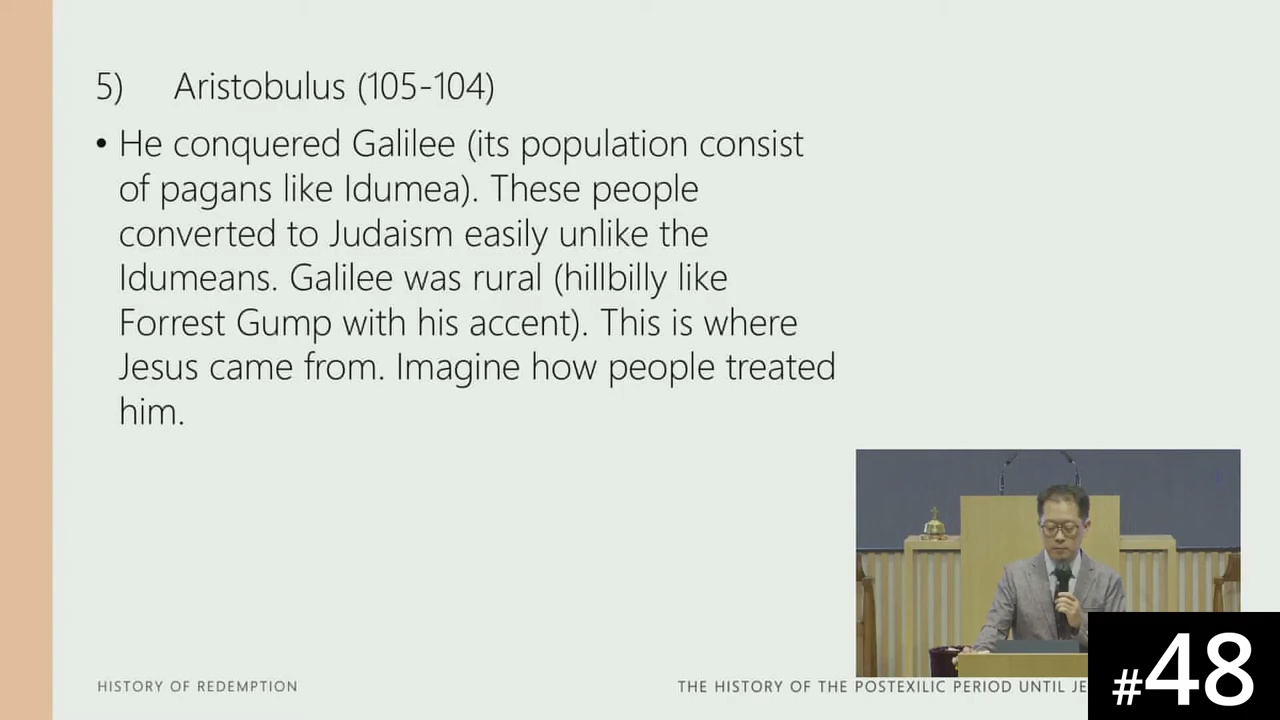 5) Aristobulus (105-104)
• He conquered Galilee (its population consist
of pagans like Idumea). These people
converted to Judaism easily unlike the
Idumeans. Galilee was rural (hillbilly like
Forrest Gump with his accent). This is where
Jesus came from. Imagine how people treated
him.
HISTORY OF REDEMPTION
THE HISTORY OF THE POSTEXILIC PERIOD UNTIL JE
#48